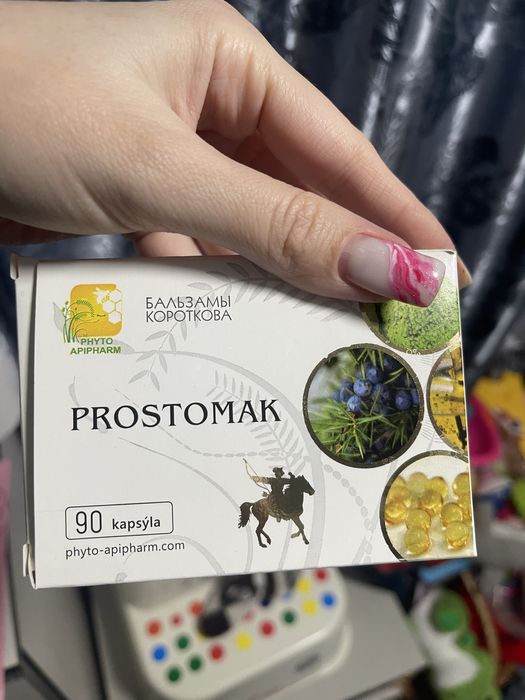 PHYTO
APIPHARM
БАЛЬЗАМЫ
КОРОТКОВА
PROSTOMAK
90 kapsýla
phyto-apipharm.com